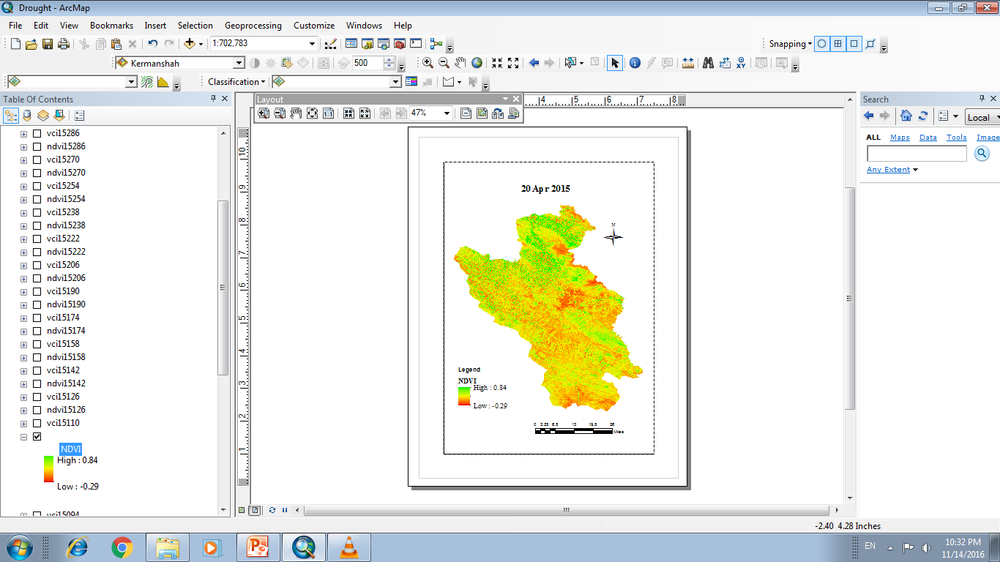 Drought - ArcMap
File Edit View Bookmarks Insert Selection Geoprocessing Customize Windows Help
1:702,783
Snapping
Kermanshah
500
Classification
Table Of Contents
Layout
47%
Search
Local
ALL Maps Data Tools Image
Any Extent
vci15286
ndvi15286
vci15270
ndvi15270
vci15254
ndvi15254
vci15238
ndvi15238
vci15222
ndvi15222
vci15206
ndvi15206
vci15190
ndvi15190
vci15174
ndvi15174
vci15158
ndvi15158
vci15142
ndvi15142
vci15126
ndvi15126
vci15110
NDVI
High : 0.84
Low : -0.29
vci15094
4 5 6 7 8
10
9
8
7
6
5
4
3
2
1
20 Apr 2015
N
Legend
NDVI
High : 0.84
Low : -0.29
0 3.25 6.5 13 19.5 26
Miles
-2.40 4.28 Inches
EN
10:32 PM
11/14/2016